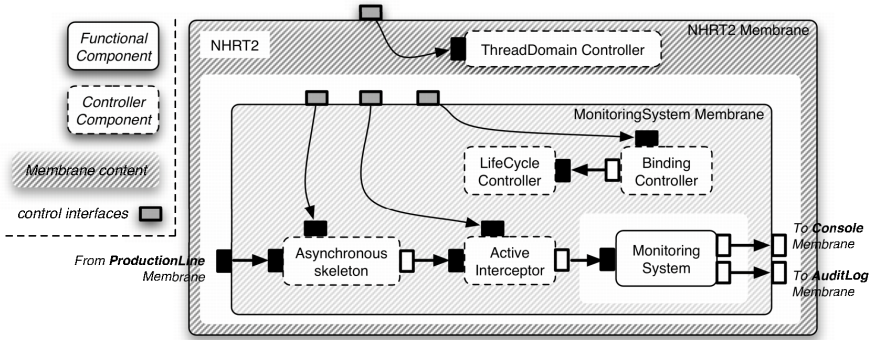 Functional
Component
Controller
Component
Membrane content
control interfaces
NHRT2
NHRT2 Membrane
ThreadDomain Controller
MonitoringSystem Membrane
LifeCycle
Controller
Binding
Controller
From ProductionLine
Membrane
Asynchronous
skeleton
Active
Interceptor
Monitoring
System
To Console
Membrane
To AuditLog
Membrane